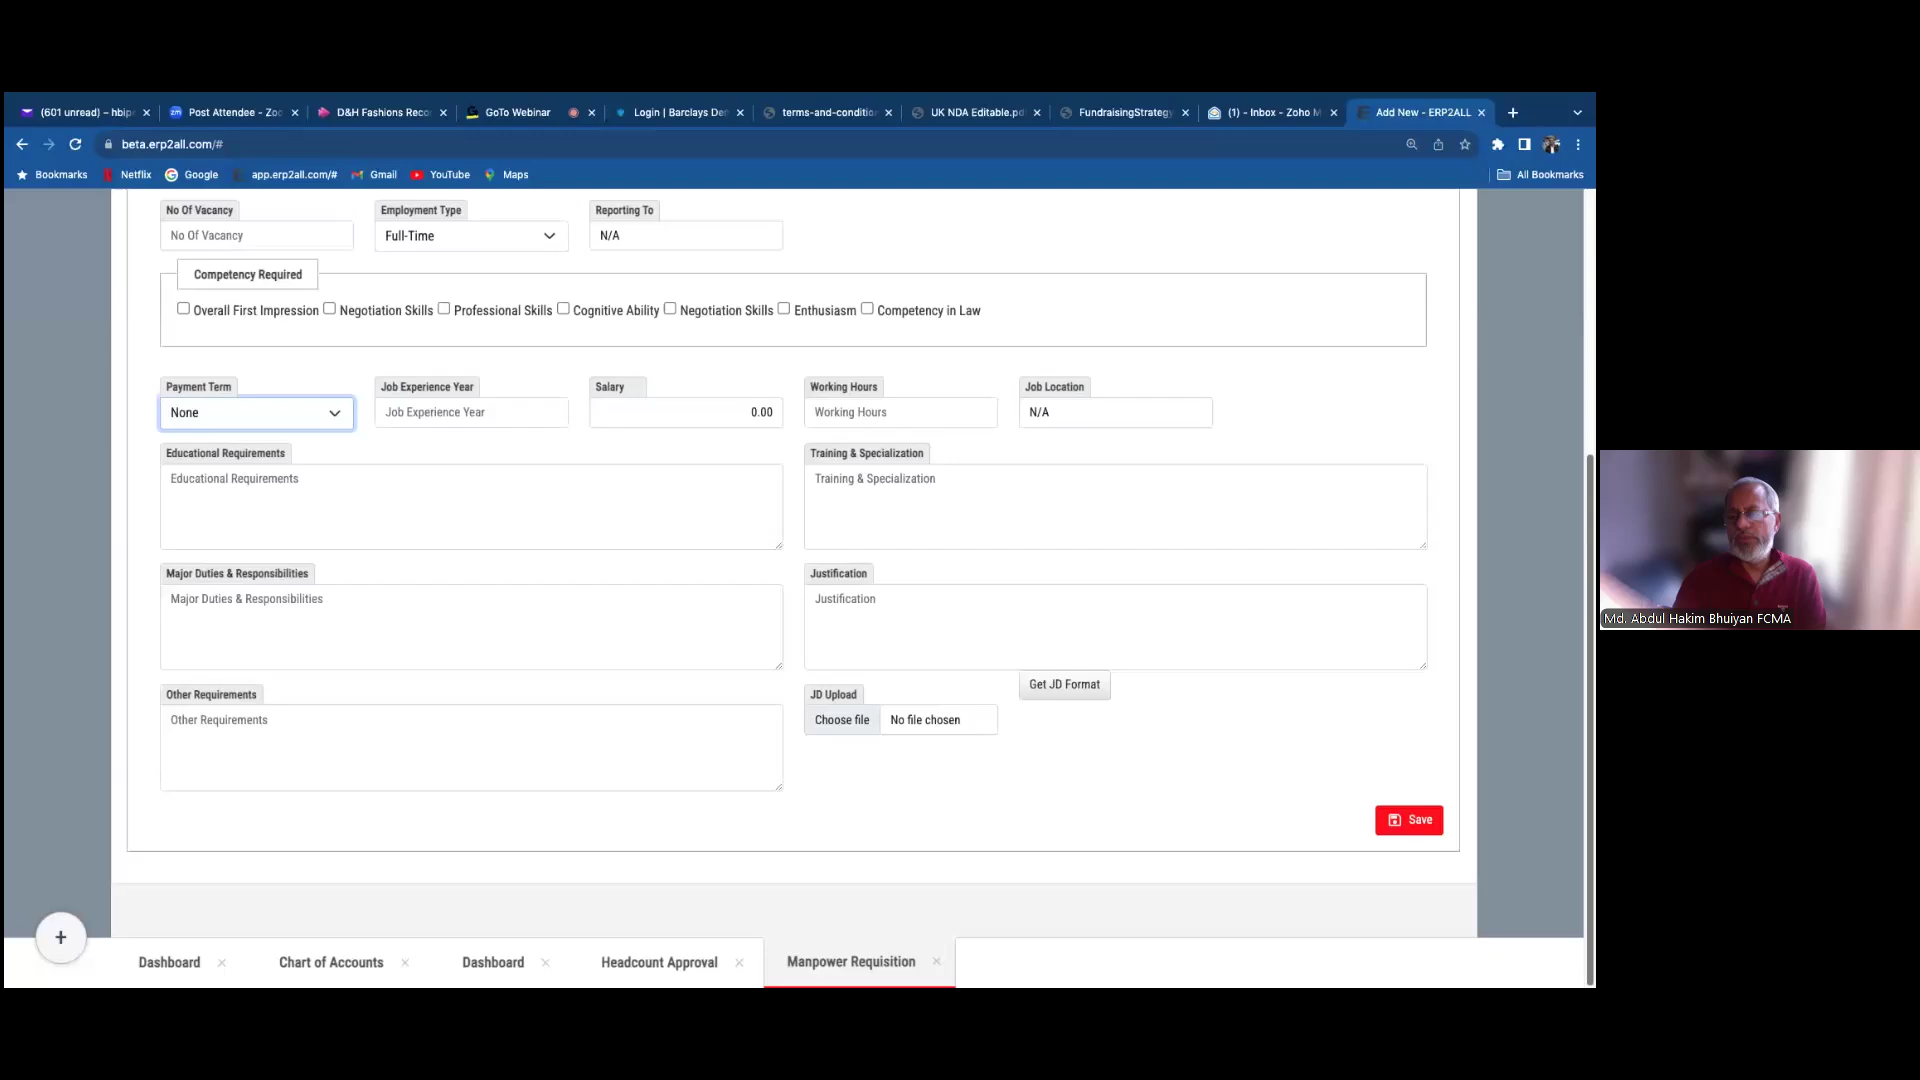 (601 unread) – hbip
Post Attendee - Zo
D&H Fashions Reco
GoTo Webinar
Login | Barclays De
terms-and-conditio
UK NDA Editable.pd
FundraisingStrategy
(1) - Inbox - Zoho M
Add New - ERP2ALL
beta.erp2all.com/#
Bookmarks
Netflix
Google
app.erp2all.com/#
Gmail
YouTube
Maps
All Bookmarks
No Of Vacancy
Employment Type
Reporting To
No Of Vacancy
Full-Time
N/A
Competency Required
Overall First Impression
Negotiation Skills
Professional Skills
Cognitive Ability
Negotiation Skills
Enthusiasm
Competency in Law
Payment Term
Job Experience Year
Salary
Working Hours
Job Location
None
Job Experience Year
0.00
Working Hours
N/A
Educational Requirements
Training & Specialization
Educational Requirements
Training & Specialization
Major Duties & Responsibilities
Justification
Major Duties & Responsibilities
Justification
Get JD Format
Other Requirements
JD Upload
Other Requirements
Choose file
No file chosen
Save
Dashboard
Chart of Accounts
Dashboard
Headcount Approval
Manpower Requisition
Md. Abdul Hakim Bhuiyan FCMA